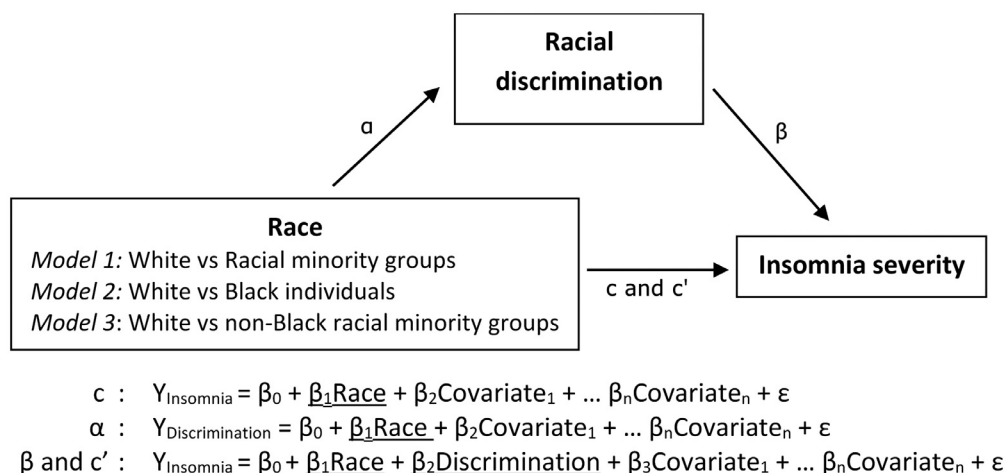 Racial
discrimination
α
β
Race
Model 1: White vs Racial minority groups
Model 2: White vs Black individuals
Model 3: White vs non-Black racial minority groups
c and c'
Insomnia severity
c : Y_Insomnia = β₀ + β₁Race + β₂Covariate₁ + ... βₙCovariateₙ + ε
α : Y_Discrimination = β₀ + β₁Race + β₂Covariate₁ + ... βₙCovariateₙ + ε
β and c’ : Y_Insomnia = β₀ + β₁Race + β₂Discrimination + β₃Covariate₁ + ... βₙCovariateₙ + ε